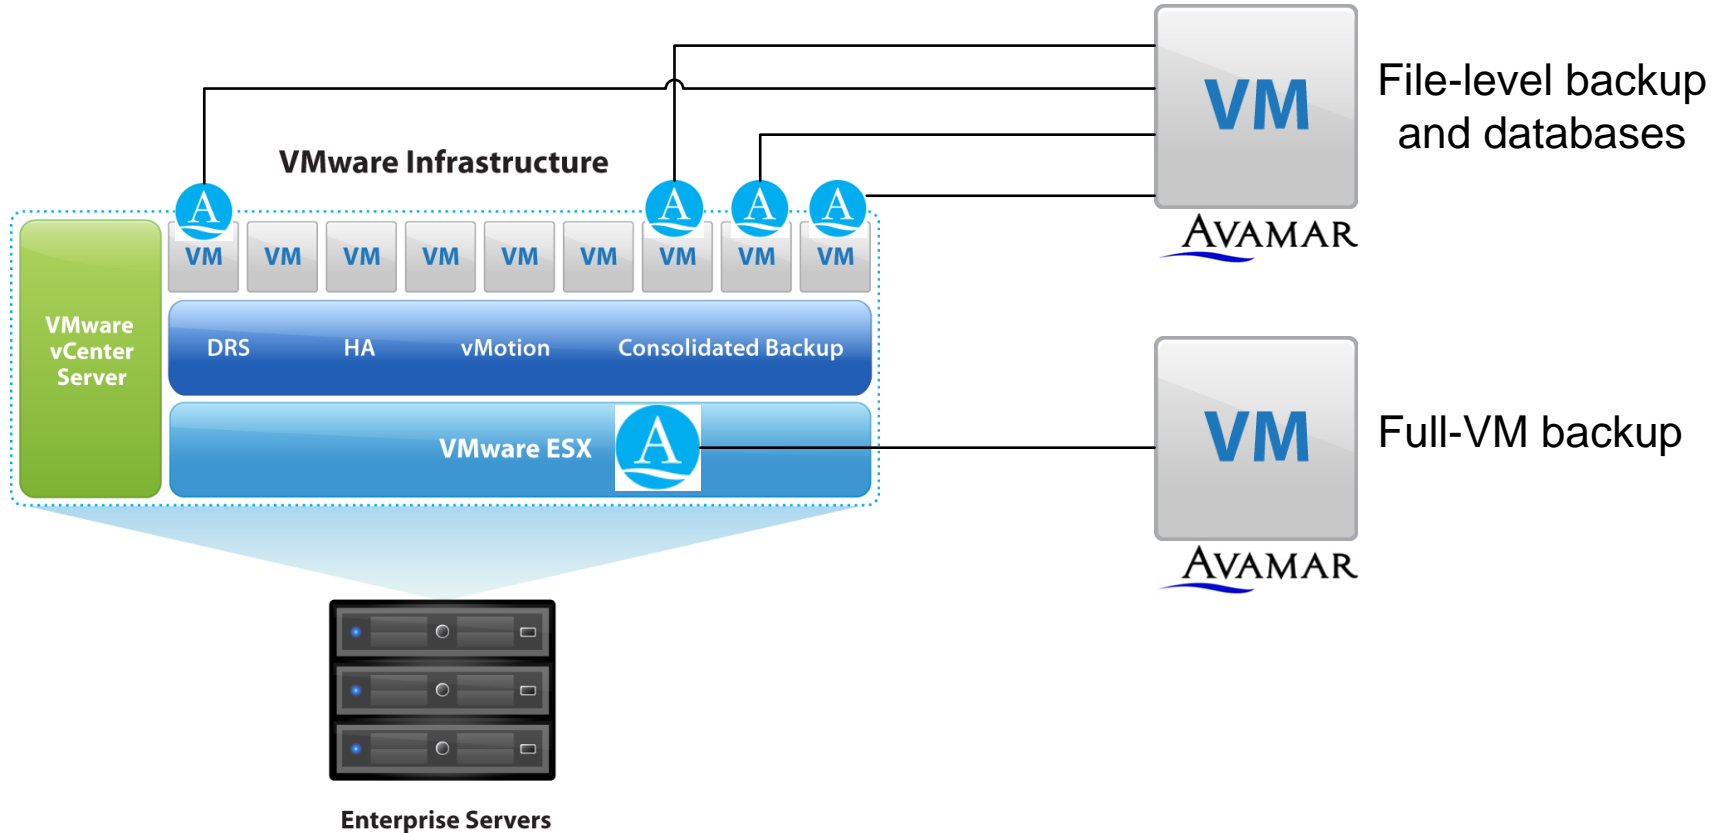 VM
File-level backup
and databases
VMware Infrastructure
A
A
A
A
AVAMAR
VM
VM
VM
VM
VM
VM
VM
VM
VM
VMware
vCenter
Server
DRS
HA
vMotion
Consolidated Backup
VM
Full-VM backup
VMware ESX
A
AVAMAR
Enterprise Servers